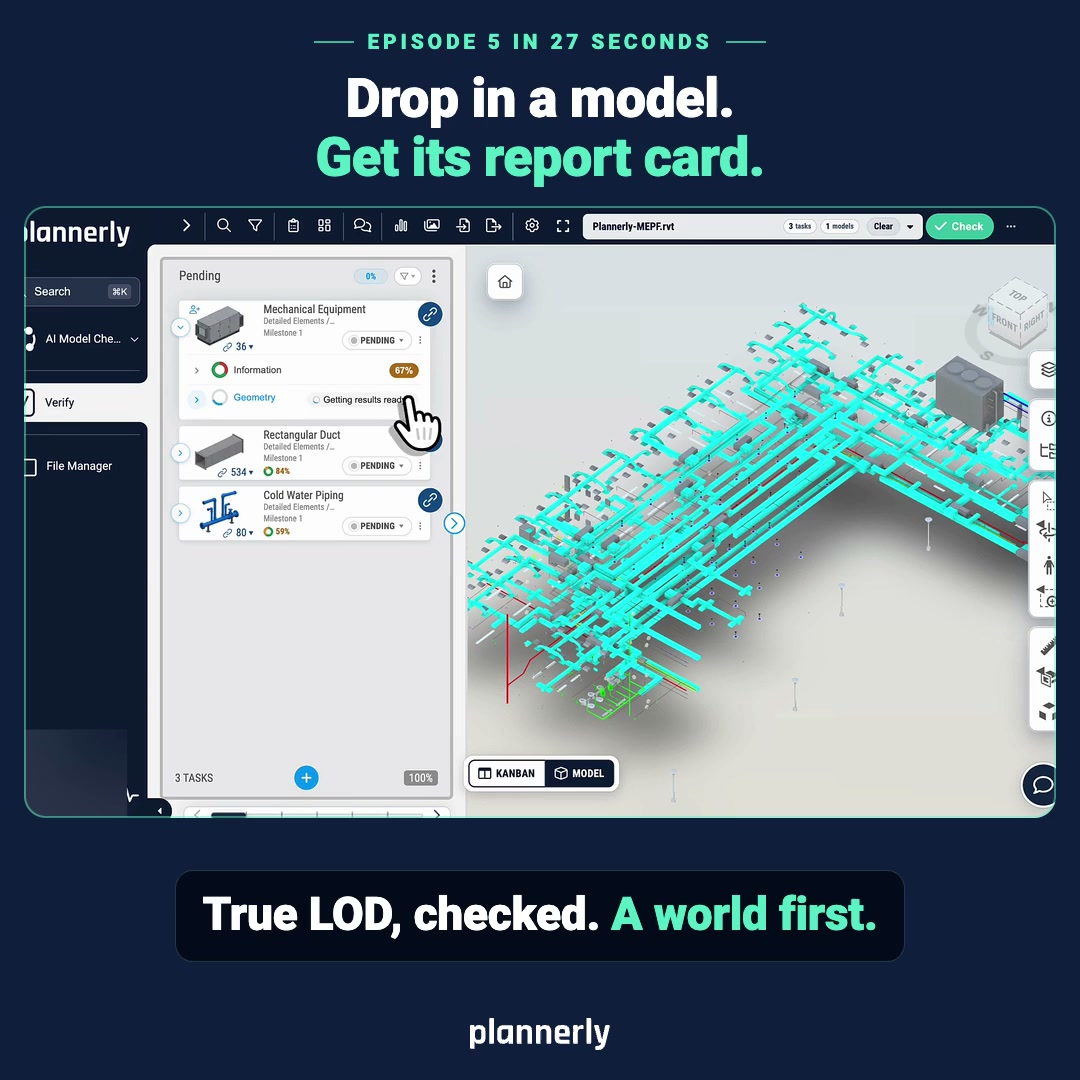 EPISODE 5 IN 27 SECONDS
Drop in a model.
Get its report card.
plannerly
Plannerly-MEPF.rvt
3 tasks
1 models
Clear
Check
Search
⌘K
AI Model Che...
Verify
File Manager
Pending
0%
Mechanical Equipment
Detailed Elements /...
Milestone 1
36
PENDING
Information
67%
Geometry
Getting results
Rectangular Duct
Detailed Elements /...
Milestone 1
534
84%
PENDING
Cold Water Piping
Detailed Elements /...
Milestone 1
80
59%
PENDING
3 TASKS
100%
KANBAN
MODEL
TOP
FRONT
RIGHT
W
S
True LOD, checked. A world first.
plannerly